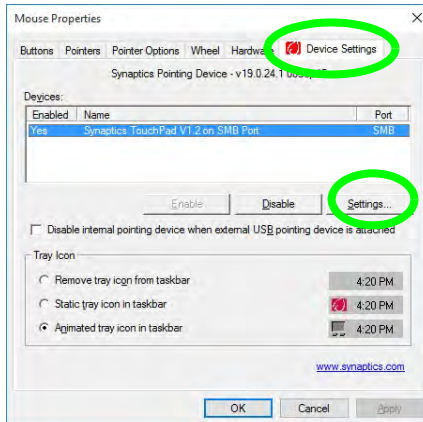 Mouse Properties
Buttons Pointers Pointer Options Wheel Hardware Device Settings
Synaptics Pointing Device - v19.0.24.1
Devices:
Enabled Name Port
Yes Synaptics TouchPad V1.2 on SMB Port SMB
Enable Disable Settings...
Disable internal pointing device when external USB pointing device is attached
Tray Icon
Remove tray icon from taskbar 4:20 PM
Static tray icon in taskbar 4:20 PM
Animated tray icon in taskbar 4:20 PM
www.synaptics.com
OK Cancel Apply